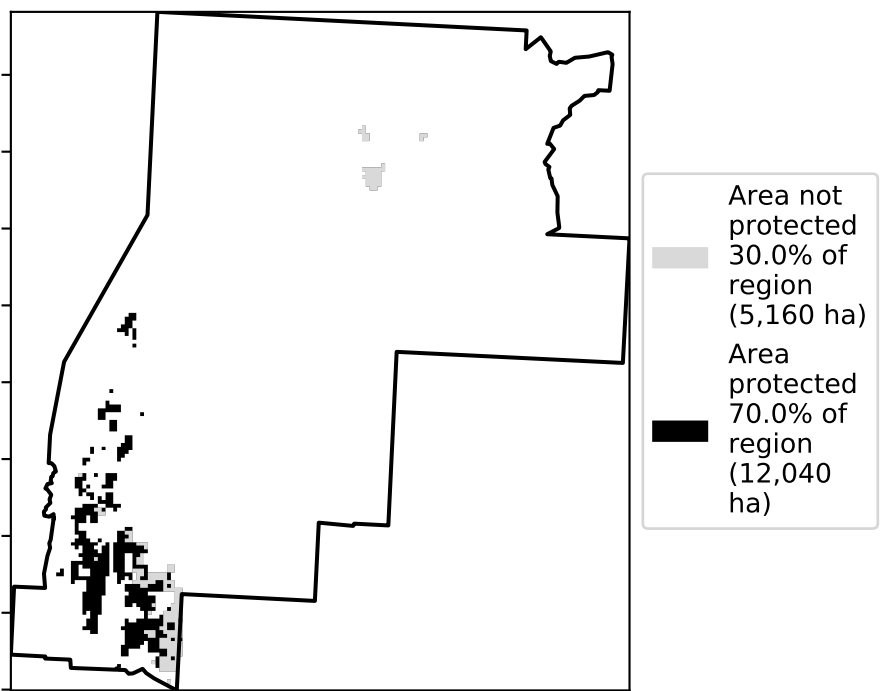 Area not
protected
30.0% of
region
(5,160 ha)
Area
protected
70.0% of
region
(12,040
ha)